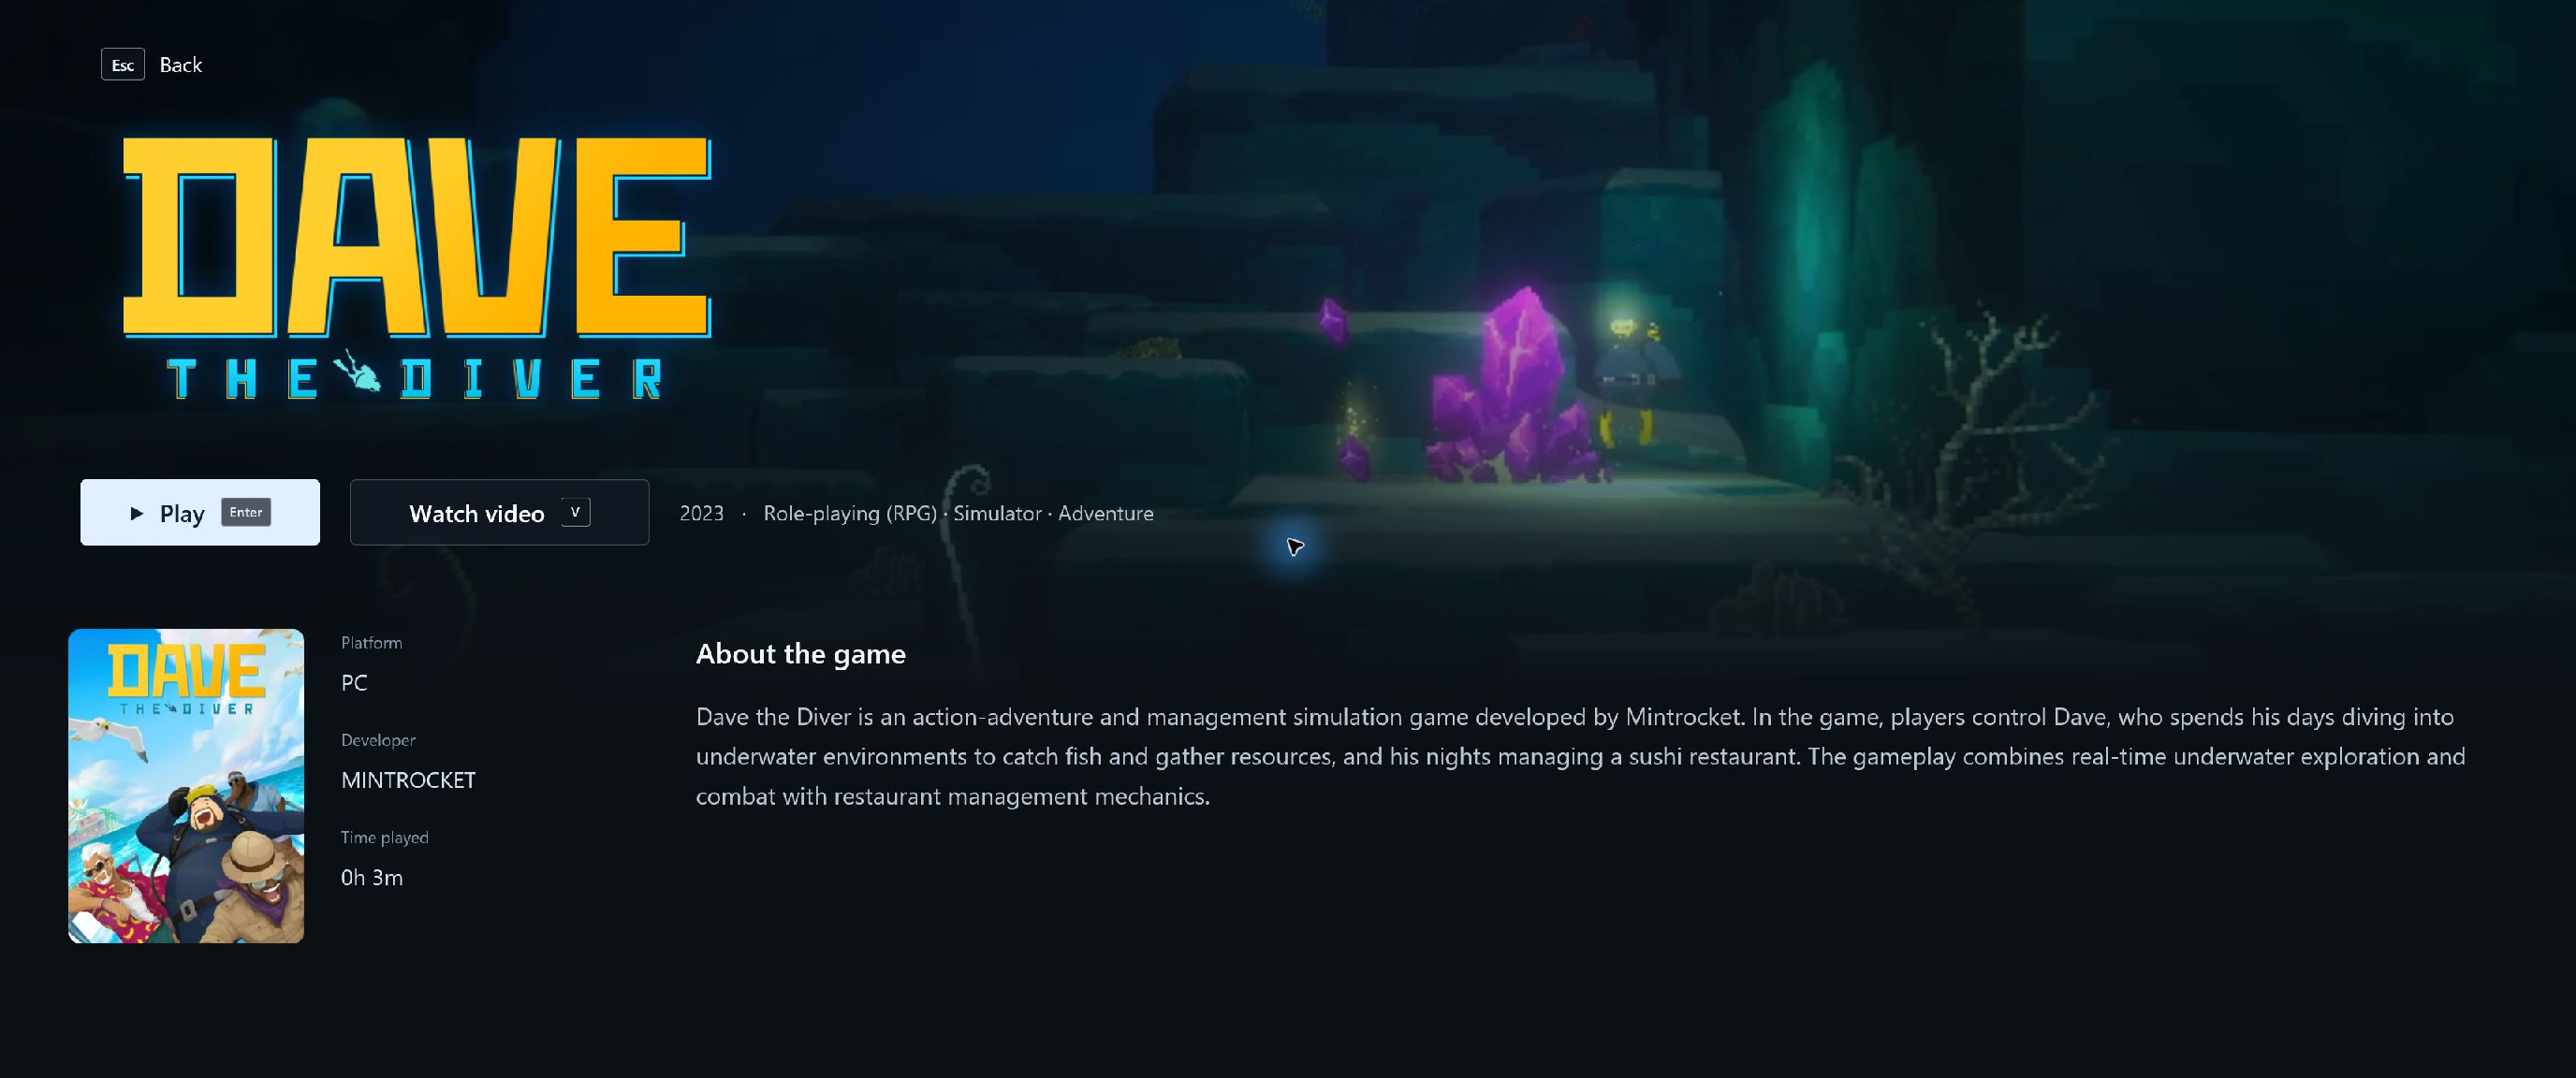 Esc Back
DAVE
THE DIVER
Play Enter
Watch video V
2023 · Role-playing (RPG) · Simulator · Adventure
DAVE
THE DIVER
Platform
PC
Developer
MINTROCKET
Time played
0h 3m
About the game
Dave the Diver is an action-adventure and management simulation game developed by Mintrocket. In the game, players control Dave, who spends his days diving into
underwater environments to catch fish and gather resources, and his nights managing a sushi restaurant. The gameplay combines real-time underwater exploration and
combat with restaurant management mechanics.